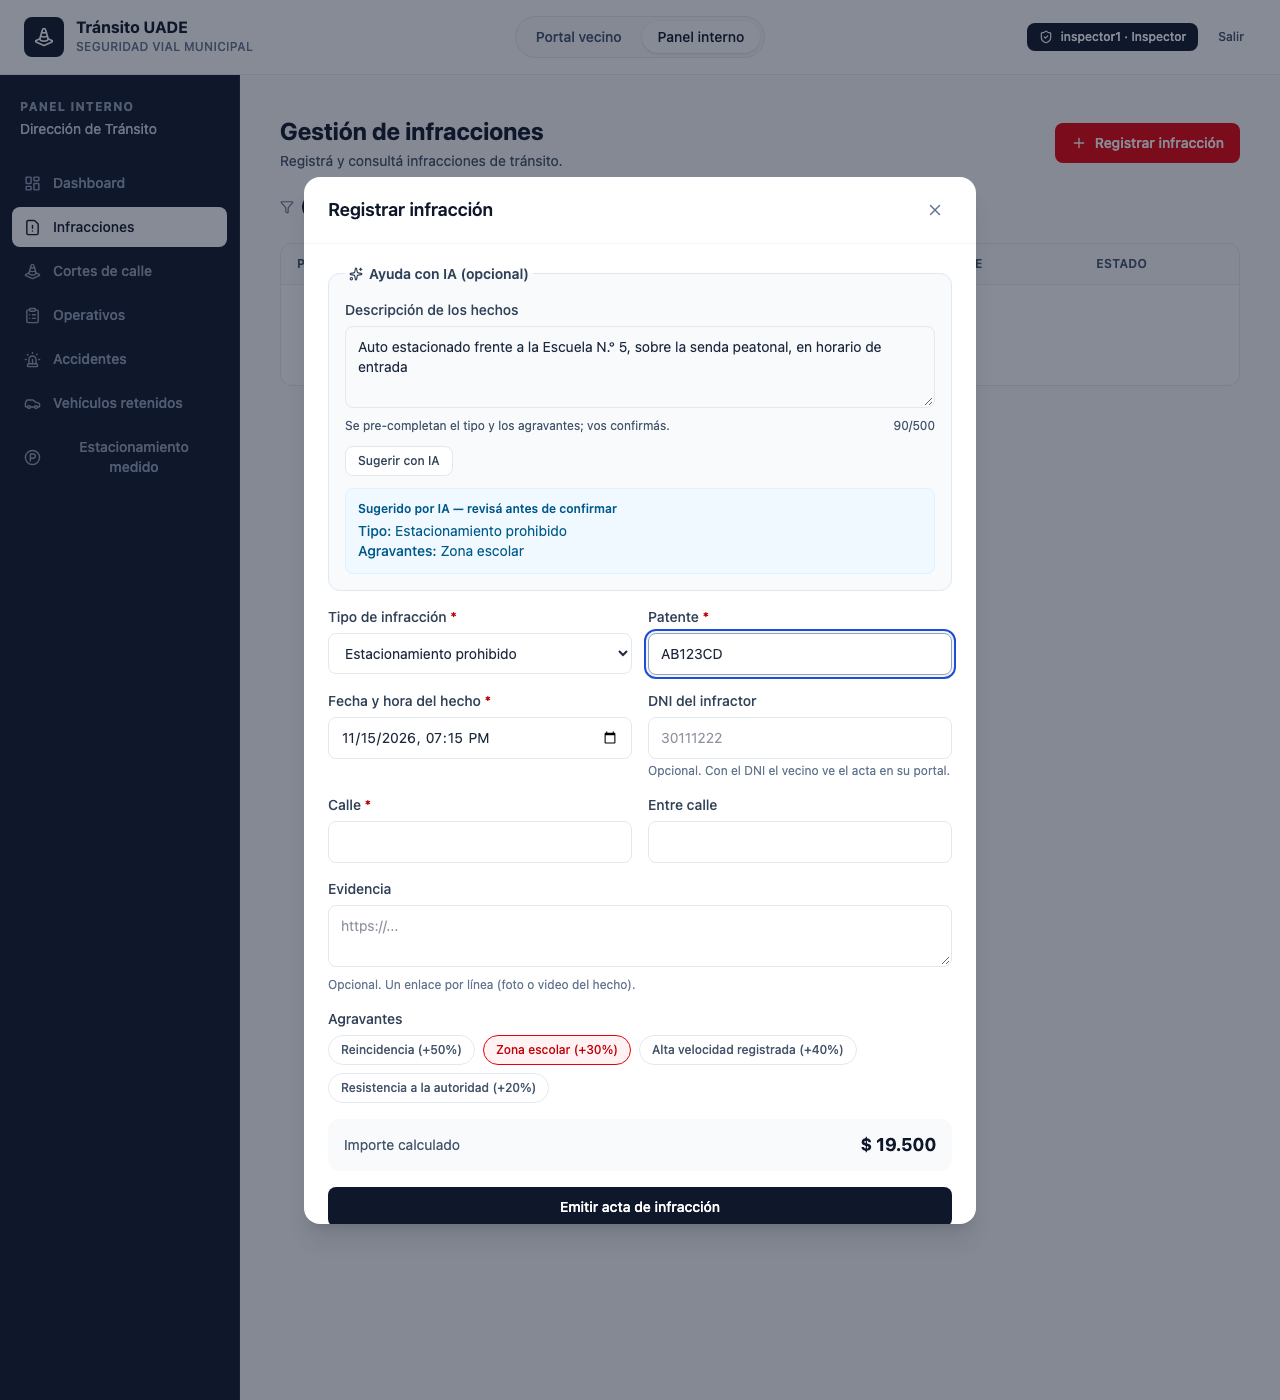 Tránsito UADE
SEGURIDAD VIAL MUNICIPAL
Portal vecino
Panel interno
inspector1 · Inspector
Salir
PANEL INTERNO
Dirección de Tránsito
Dashboard
Infracciones
Cortes de calle
Operativos
Accidentes
Vehículos retenidos
Estacionamiento
medido
Gestión de infracciones
Registrá y consultá infracciones de tránsito.
Registrar infracción
ESTADO
Registrar infracción
Ayuda con IA (opcional)
Descripción de los hechos
Auto estacionado frente a la Escuela N.º 5, sobre la senda peatonal, en horario de
entrada
Se pre-completan el tipo y los agravantes; vos confirmás.
90/500
Sugerir con IA
Sugerido por IA — revisá antes de confirmar
Tipo: Estacionamiento prohibido
Agravantes: Zona escolar
Tipo de infracción *
Patente *
Estacionamiento prohibido
AB123CD
Fecha y hora del hecho *
DNI del infractor
11/15/2026, 07:15 PM
30111222
Opcional. Con el DNI el vecino ve el acta en su portal.
Calle *
Entre calle
Evidencia
https://...
Opcional. Un enlace por línea (foto o video del hecho).
Agravantes
Reincidencia (+50%)
Zona escolar (+30%)
Alta velocidad registrada (+40%)
Resistencia a la autoridad (+20%)
Importe calculado
$ 19.500
Emitir acta de infracción